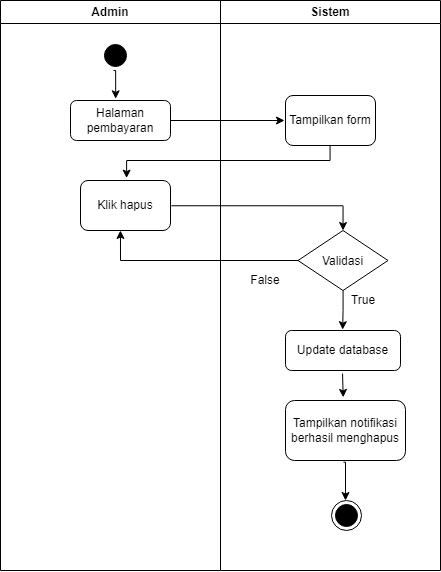 Admin
Sistem
Halaman
pembayaran
Tampilkan form
Klik hapus
Validasi
False
True
Update database
Tampilkan notifikasi
berhasil menghapus